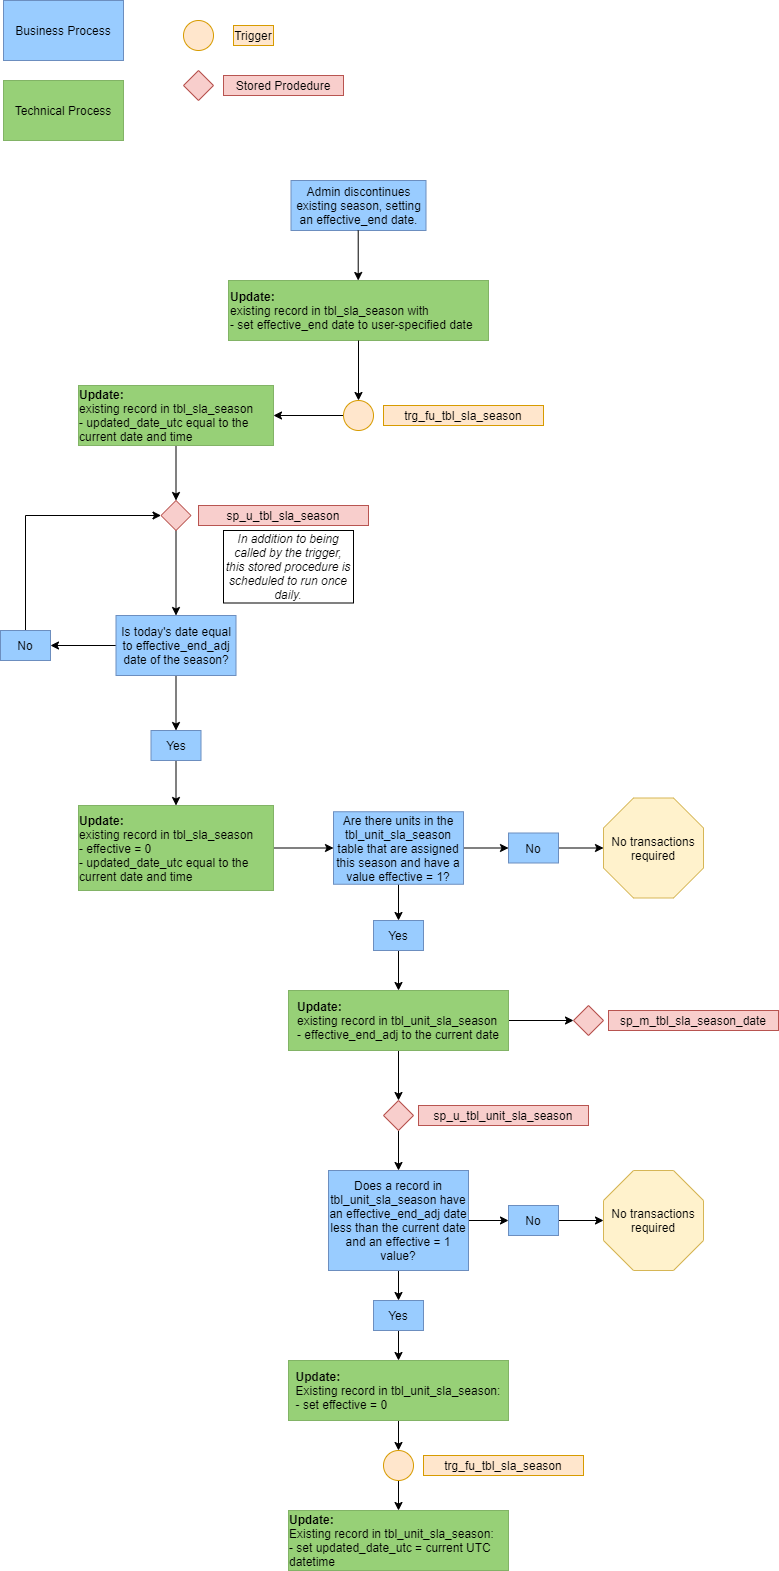 Business Process
Trigger
Stored Prodedure
Technical Process
Admin discontinues
existing season, setting
an effective_end date.
Update:
existing record in tbl_sla_season with
- set effective_end date to user-specified date
Update:
existing record in tbl_sla_season
- updated_date_utc equal to the
current date and time
trg_fu_tbl_sla_season
sp_u_tbl_sla_season
In addition to being
called by the trigger,
this stored procedure is
scheduled to run once
daily.
No
Is today's date equal
to effective_end_adj
date of the season?
Yes
Update:
existing record in tbl_sla_season
- effective = 0
- updated_date_utc equal to the
current date and time
Are there units in the
tbl_unit_sla_season
table that are assigned
this season and have a
value effective = 1?
No
No transactions
required
Yes
Update:
existing record in tbl_unit_sla_season
- effective_end_adj to the current date
sp_m_tbl_sla_season_date
sp_u_tbl_unit_sla_season
Does a record in
tbl_unit_sla_season have
an effective_end_adj date
less than the current date
and an effective = 1
value?
No
No transactions
required
Yes
Update:
Existing record in tbl_unit_sla_season:
- set effective = 0
trg_fu_tbl_sla_season
Update:
Existing record in tbl_unit_sla_season:
- set updated_date_utc = current UTC
datetime